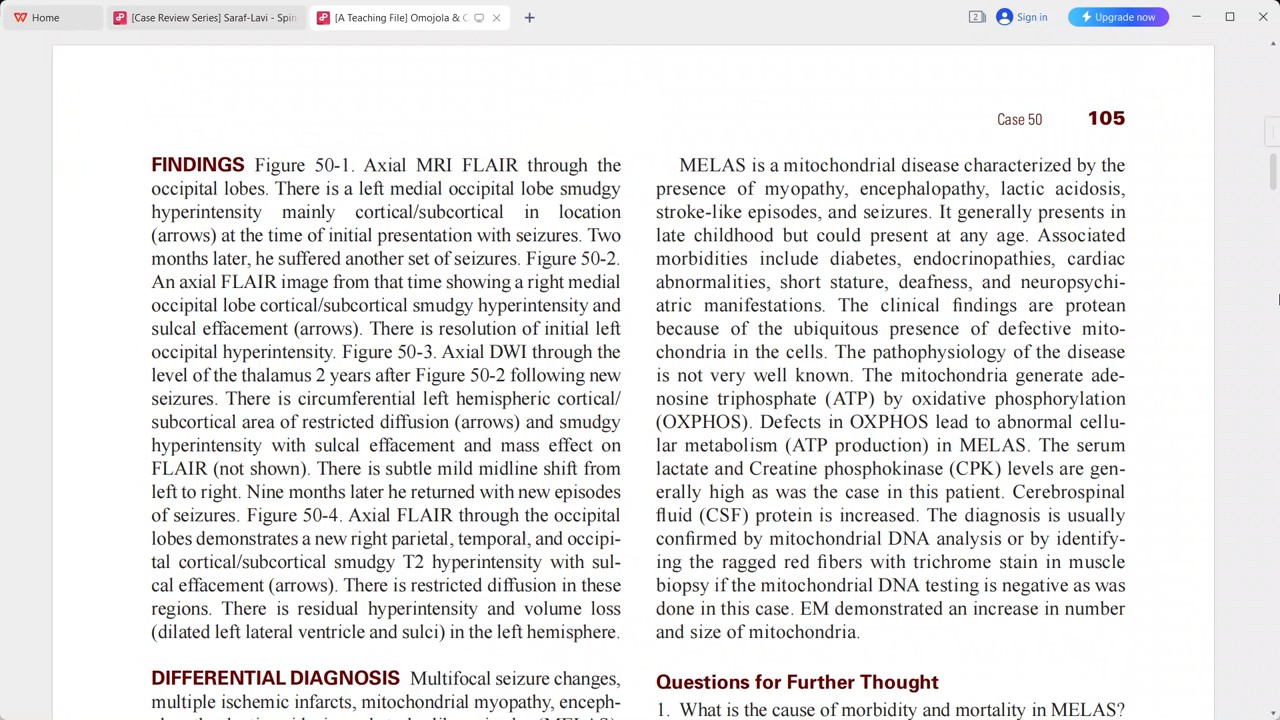 Home
[Case Review Series] Saraf-Lavi - Spin
[A Teaching File] Omojola & C
2
Sign in
Upgrade now
Case 50 105
FINDINGS Figure 50-1. Axial MRI FLAIR through the
occipital lobes. There is a left medial occipital lobe smudgy
hyperintensity mainly cortical/subcortical in location
(arrows) at the time of initial presentation with seizures. Two
months later, he suffered another set of seizures. Figure 50-2.
An axial FLAIR image from that time showing a right medial
occipital lobe cortical/subcortical smudgy hyperintensity and
sulcal effacement (arrows). There is resolution of initial left
occipital hyperintensity. Figure 50-3. Axial DWI through the
level of the thalamus 2 years after Figure 50-2 following new
seizures. There is circumferential left hemispheric cortical/
subcortical area of restricted diffusion (arrows) and smudgy
hyperintensity with sulcal effacement and mass effect on
FLAIR (not shown). There is subtle mild midline shift from
left to right. Nine months later he returned with new episodes
of seizures. Figure 50-4. Axial FLAIR through the occipital
lobes demonstrates a new right parietal, temporal, and occipi-
tal cortical/subcortical smudgy T2 hyperintensity with sul-
cal effacement (arrows). There is restricted diffusion in these
regions. There is residual hyperintensity and volume loss
(dilated left lateral ventricle and sulci) in the left hemisphere.
DIFFERENTIAL DIAGNOSIS Multifocal seizure changes,
multiple ischemic infarcts, mitochondrial myopathy, enceph-
MELAS is a mitochondrial disease characterized by the
presence of myopathy, encephalopathy, lactic acidosis,
stroke-like episodes, and seizures. It generally presents in
late childhood but could present at any age. Associated
morbidities include diabetes, endocrinopathies, cardiac
abnormalities, short stature, deafness, and neuropsychi-
atric manifestations. The clinical findings are protean
because of the ubiquitous presence of defective mito-
chondria in the cells. The pathophysiology of the disease
is not very well known. The mitochondria generate ade-
nosine triphosphate (ATP) by oxidative phosphorylation
(OXPHOS). Defects in OXPHOS lead to abnormal cellu-
lar metabolism (ATP production) in MELAS. The serum
lactate and Creatine phosphokinase (CPK) levels are gen-
erally high as was the case in this patient. Cerebrospinal
fluid (CSF) protein is increased. The diagnosis is usually
confirmed by mitochondrial DNA analysis or by identify-
ing the ragged red fibers with trichrome stain in muscle
biopsy if the mitochondrial DNA testing is negative as was
done in this case. EM demonstrated an increase in number
and size of mitochondria.
Questions for Further Thought
1. What is the cause of morbidity and mortality in MELAS?